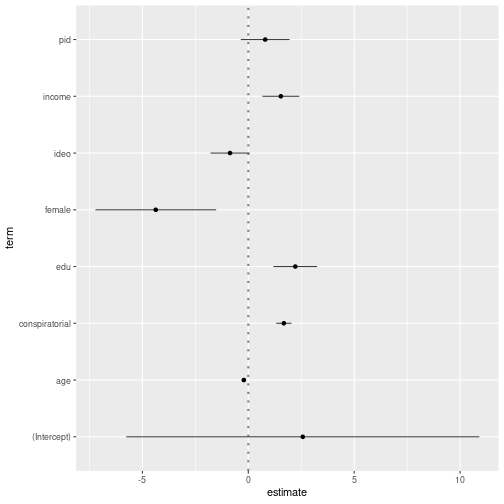 pid
income
ideo
female
edu
conspiratorial
age
(Intercept)
term
-5
0
5
10
estimate